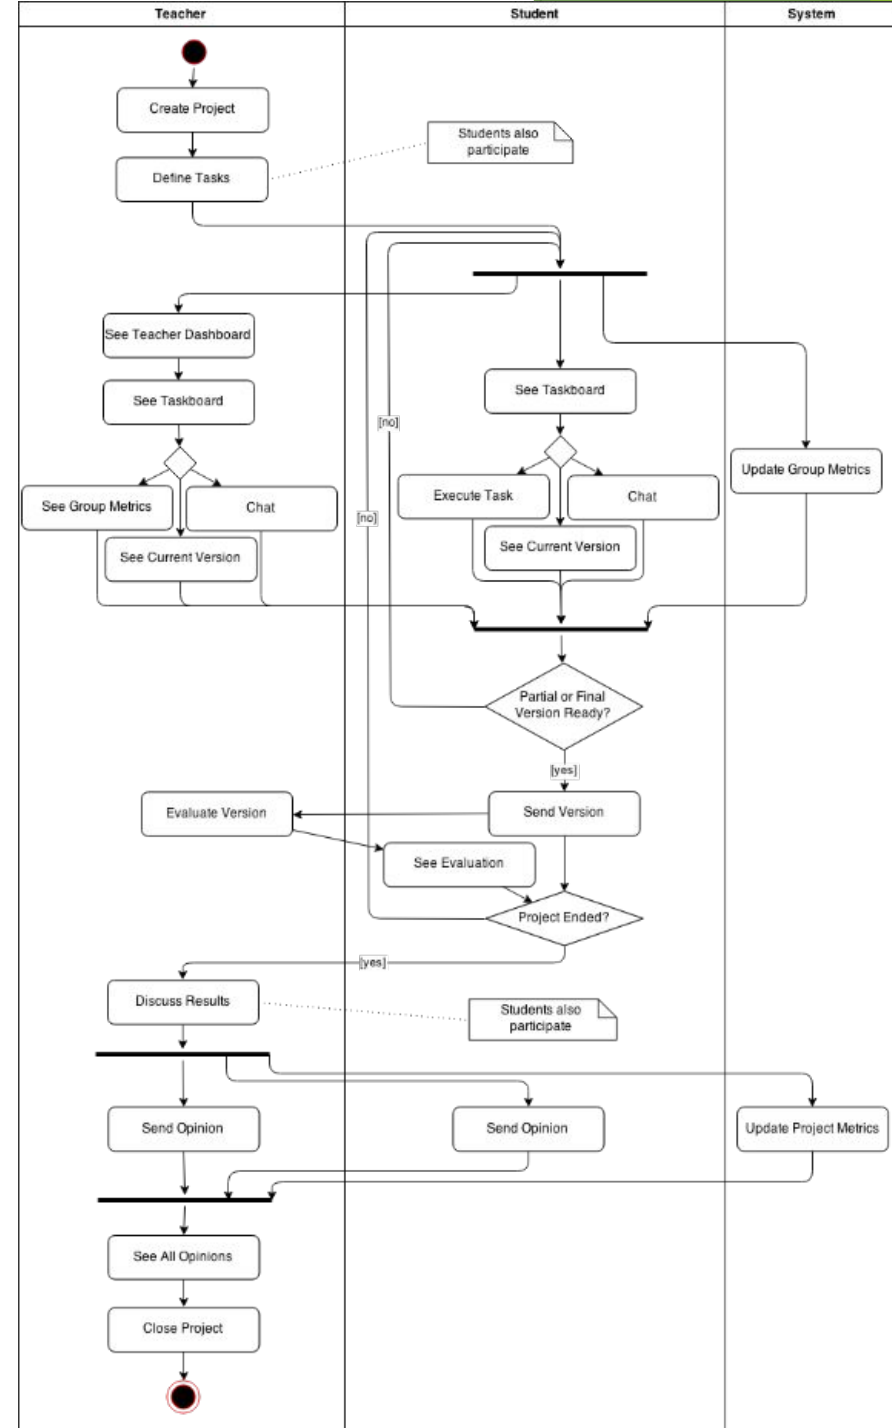 Teacher
Student
System
Create Project
Students also
participate
Define Tasks
See Teacher Dashboard
See Taskboard
See Taskboard
[no]
Update Group Metrics
See Group Metrics
Chat
Execute Task
Chat
[no]
See Current Version
See Current Version
Partial or Final
Version Ready?
[yes]
Evaluate Version
Send Version
See Evaluation
Project Ended?
[yes]
Discuss Results
Students also
participate
Send Opinion
Send Opinion
Update Project Metrics
See All Opinions
Close Project